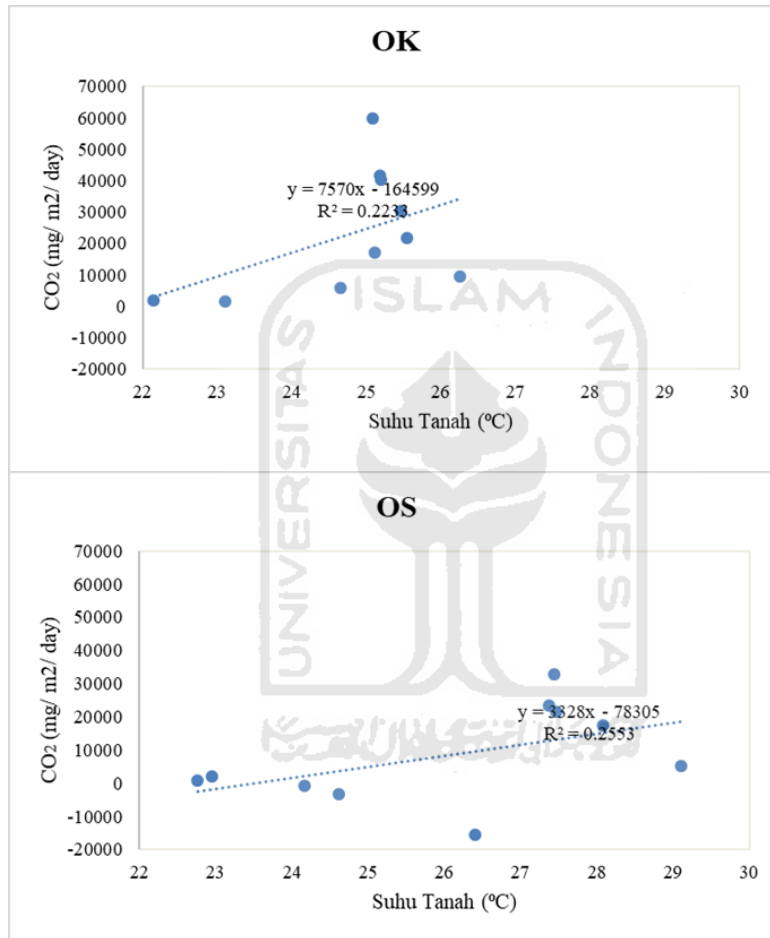 OK
70000
60000
50000
40000
30000
20000
10000
0
-10000
-20000
CO₂ (mg/ m2/ day)
y = 7570x - 164599
R² = 0.2233
22 23 24 25 26 27 28 29 30
Suhu Tanah (ºC)
OS
70000
60000
50000
40000
30000
20000
10000
0
-10000
-20000
CO₂ (mg/ m2/ day)
y = 3328x - 78305
R² = 0.2553
22 23 24 25 26 27 28 29 30
Suhu Tanah (ºC)
UNIVERSITAS
ISLAM
INDONESIA